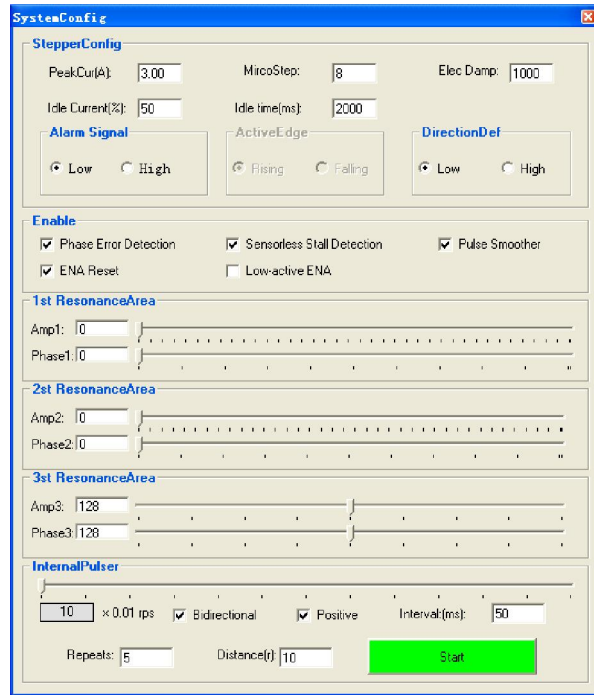 SystemConfig
StepperConfig
PeakCur(A): 3.00 MircoStep: 8 Elec Damp: 1000
Idle Current(%): 50 Idle time(ms): 2000
Alarm Signal ActiveEdge DirectionDef
Low High Rising Falling Low High
Enable
Phase Error Detection Sensorless Stall Detection Pulse Smoother
ENA Reset Low-active ENA
1st ResonanceArea
Amp1: 0
Phase1: 0
2st ResonanceArea
Amp2: 0
Phase2: 0
3st ResonanceArea
Amp3: 128
Phase3: 128
InternalPulser
10 × 0.01 rps Bidirectional Positive Interval:(ms): 50
Repeats: 5 Distance(r): 10 Start